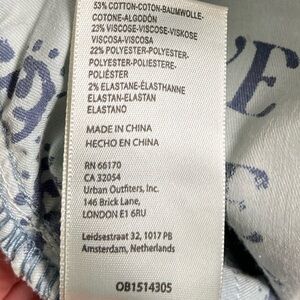 53% COTTON-COTON-BAUMWOLLE-
COTONE-ALGODÓN
23% VISCOSE-VISCOSE-VISKOSE
VISCOSA-VISCOSA
22% POLYESTER-POLYESTER-
POLYESTER-POLIESTERE-
POLIÉSTER
2% ELASTANE-ÉLASTHANNE
ELASTAN-ELASTAN
ELASTANO
MADE IN CHINA
HECHO EN CHINA
RN 66170
CA 32054
Urban Outfitters, Inc.
146 Brick Lane,
LONDON E1 6RU
Leidsestraat 32, 1017 PB
Amsterdam, Netherlands
OB1514305